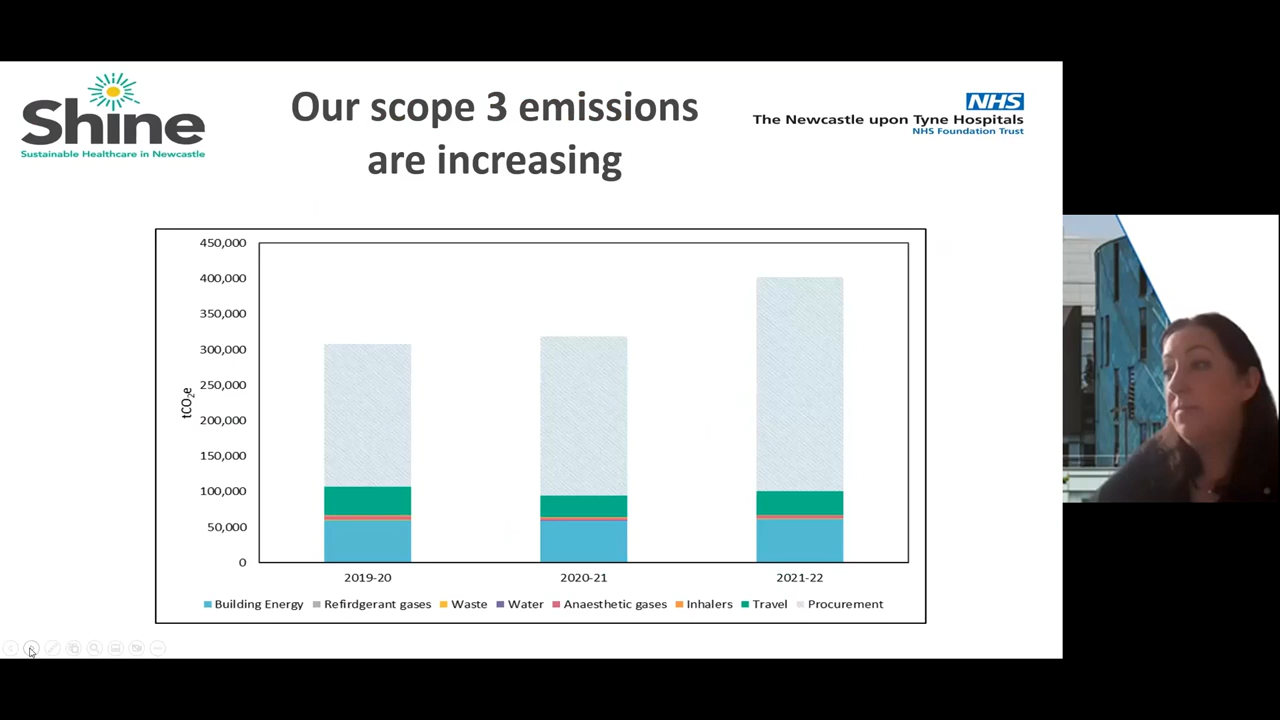 Shine
Sustainable Healthcare in Newcastle
Our scope 3 emissions
are increasing
NHS
The Newcastle upon Tyne Hospitals
NHS Foundation Trust
450,000
400,000
350,000
300,000
250,000
200,000
150,000
100,000
50,000
0
tCO2e
2019-20 2020-21 2021-22
Building Energy Refirdgerant gases Waste Water Anaesthetic gases Inhalers Travel Procurement